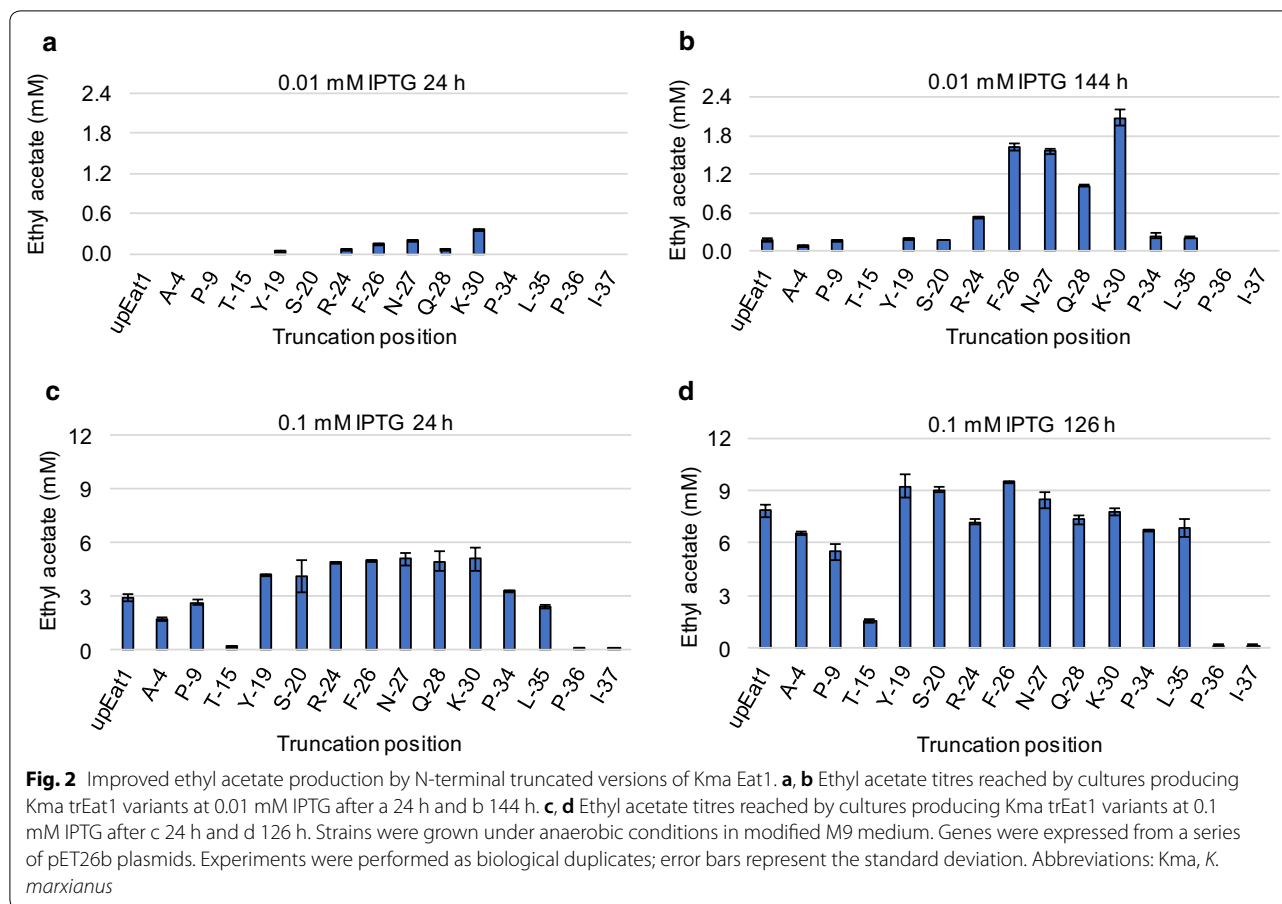 a
0.01 mM IPTG 24 h
Ethyl acetate (mM)
2.4
1.8
1.2
0.6
0.0
upEat1 A-4 P-9 T-15 Y-19 S-20 R-24 F-26 N-27 Q-28 K-30 P-34 L-35 P-36 I-37
Truncation position
b
0.01 mM IPTG 144 h
Ethyl acetate (mM)
2.4
1.8
1.2
0.6
0.0
upEat1 A-4 P-9 T-15 Y-19 S-20 R-24 F-26 N-27 Q-28 K-30 P-34 L-35 P-36 I-37
Truncation position
c
0.1 mM IPTG 24 h
Ethyl acetate (mM)
12
9
6
3
0
upEat1 A-4 P-9 T-15 Y-19 S-20 R-24 F-26 N-27 Q-28 K-30 P-34 L-35 P-36 I-37
Truncation position
d
0.1 mM IPTG 126 h
Ethyl acetate (mM)
12
9
6
3
0
upEat1 A-4 P-9 T-15 Y-19 S-20 R-24 F-26 N-27 Q-28 K-30 P-34 L-35 P-36 I-37
Truncation position
Fig. 2 Improved ethyl acetate production by N-terminal truncated versions of Kma Eat1. a, b Ethyl acetate titres reached by cultures producing
Kma trEat1 variants at 0.01 mM IPTG after a 24 h and b 144 h. c, d Ethyl acetate titres reached by cultures producing Kma trEat1 variants at 0.1
mM IPTG after c 24 h and d 126 h. Strains were grown under anaerobic conditions in modified M9 medium. Genes were expressed from a series
of pET26b plasmids. Experiments were performed as biological duplicates; error bars represent the standard deviation. Abbreviations: Kma, K.
marxianus